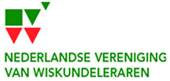 NEDERLANDSE VERENIGING
VAN WISKUNDELERAREN